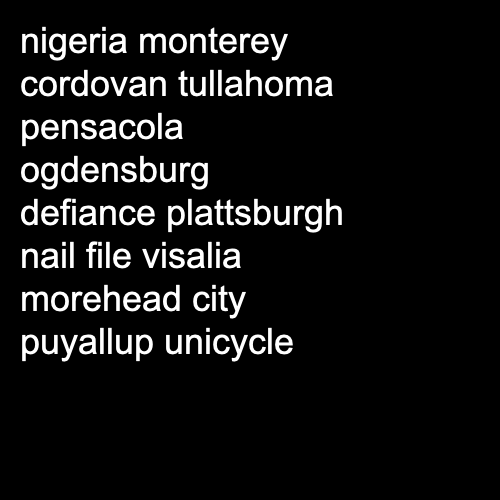 nigeria monterey
cordovan tullahoma
pensacola
ogdensburg
defiance plattsburgh
nail file visalia
morehead city
puyallup unicycle